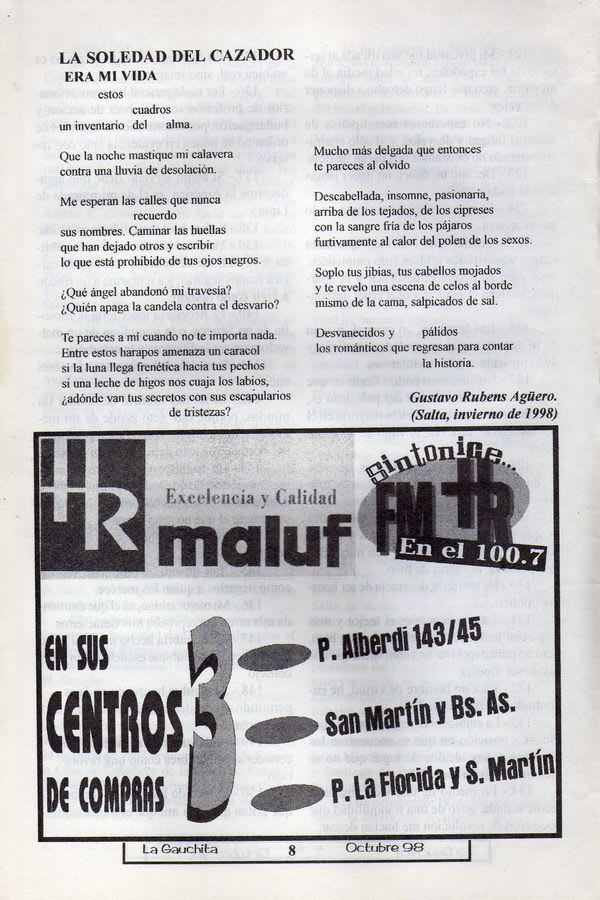 LA SOLEDAD DEL CAZADOR
ERA MI VIDA
estos
cuadros
un inventario del alma.
Que la noche mastique mi calavera
contra una lluvia de desolación.
Me esperan las calles que nunca
recuerdo
sus nombres. Caminar las huellas
que han dejado otros y escribir
lo que está prohibido de tus ojos negros.
¿Qué ángel abandonó mi travesía?
¿Quién apaga la candela contra el desvarío?
Te pareces a mí cuando no te importa nada.
Entre estos harapos amenaza un caracol
si la luna llega frenética hacia tus pechos
si una leche de higos nos cuaja los labios,
¿adónde van tus secretos con sus escapularios
de tristezas?
Mucho más delgada que entonces
te pareces al olvido
Descabellada, insomne, pasionaria,
arriba de los tejados, de los cipreses
con la sangre fría de los pájaros
furtivamente al calor del polen de los sexos.
Soplo tus jibias, tus cabellos mojados
y te revelo una escena de celos al borde
mismo de la cama, salpicados de sal.
Desvanecidos y pálidos
los románticos que regresan para contar
la historia.
Gustavo Rubens Agüero.
(Salta, invierno de 1998)
HR
Excelencia y Calidad
maluf
Sintonice...
FM HR
En el 100.7
EN SUS
CENTROS
DE COMPRAS
3
P. Alberdi 143/45
San Martín y Bs. As.
P. La Florida y S. Martín
La Gauchita 8 Octubre 98